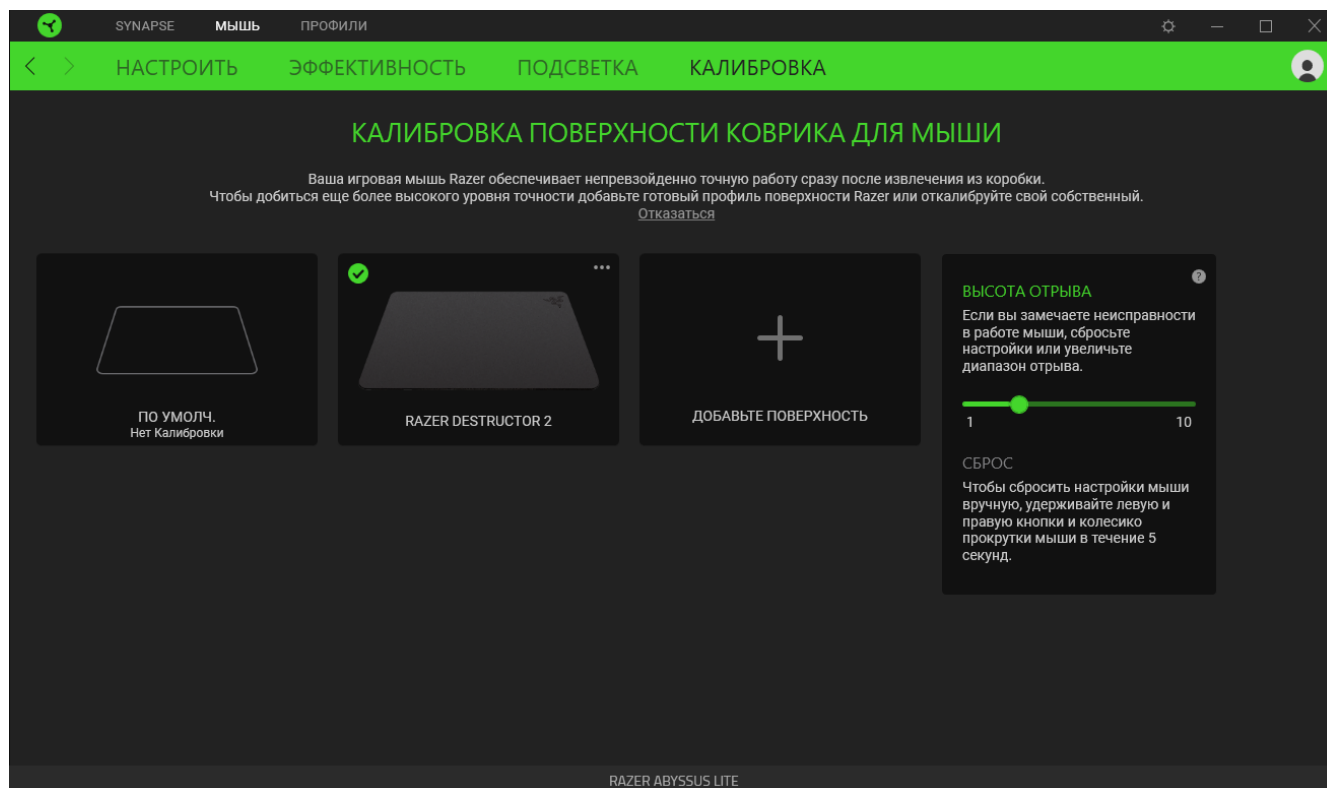 SYNAPSE МЫШЬ ПРОФИЛИ
НАСТРОИТЬ ЭФФЕКТИВНОСТЬ ПОДСВЕТКА КАЛИБРОВКА
КАЛИБРОВКА ПОВЕРХНОСТИ КОВРИКА ДЛЯ МЫШИ
Ваша игровая мышь Razer обеспечивает непревзойденно точную работу сразу после извлечения из коробки.
Чтобы добиться еще более высокого уровня точности добавьте готовый профиль поверхности Razer или откалибруйте свой собственный.
Отказаться
ПО УМОЛЧ.
Нет Калибровки
RAZER DESTRUCTOR 2
ДОБАВЬТЕ ПОВЕРХНОСТЬ
?
ВЫСОТА ОТРЫВА
Если вы замечаете неисправности
в работе мыши, сбросьте
настройки или увеличьте
диапазон отрыва.
1 10
СБРОС
Чтобы сбросить настройки мыши
вручную, удерживайте левую и
правую кнопки и колесико
прокрутки мыши в течение 5
секунд.
RAZER ABYSSUS LITE